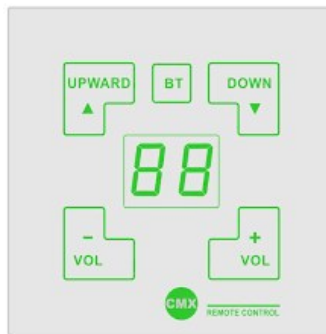 UPWARD BT DOWN
▲ ▼
88
- +
VOL VOL
CMX REMOTE CONTROL